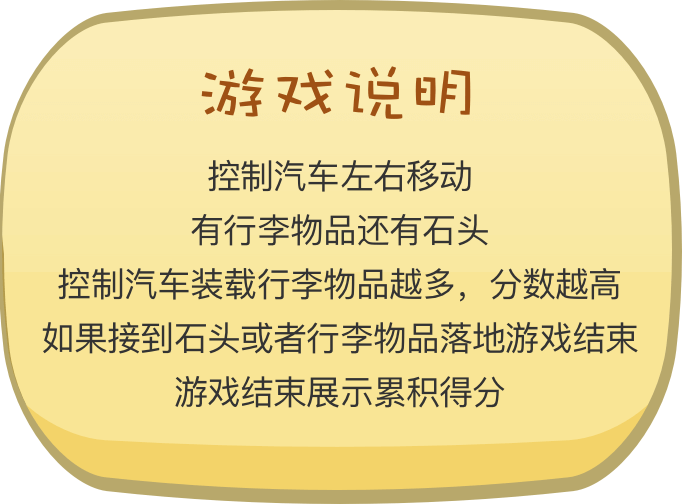 游戏说明
控制汽车左右移动
有行李物品还有石头
控制汽车装载行李物品越多，分数越高
如果接到石头或者行李物品落地游戏结束
游戏结束展示累积得分